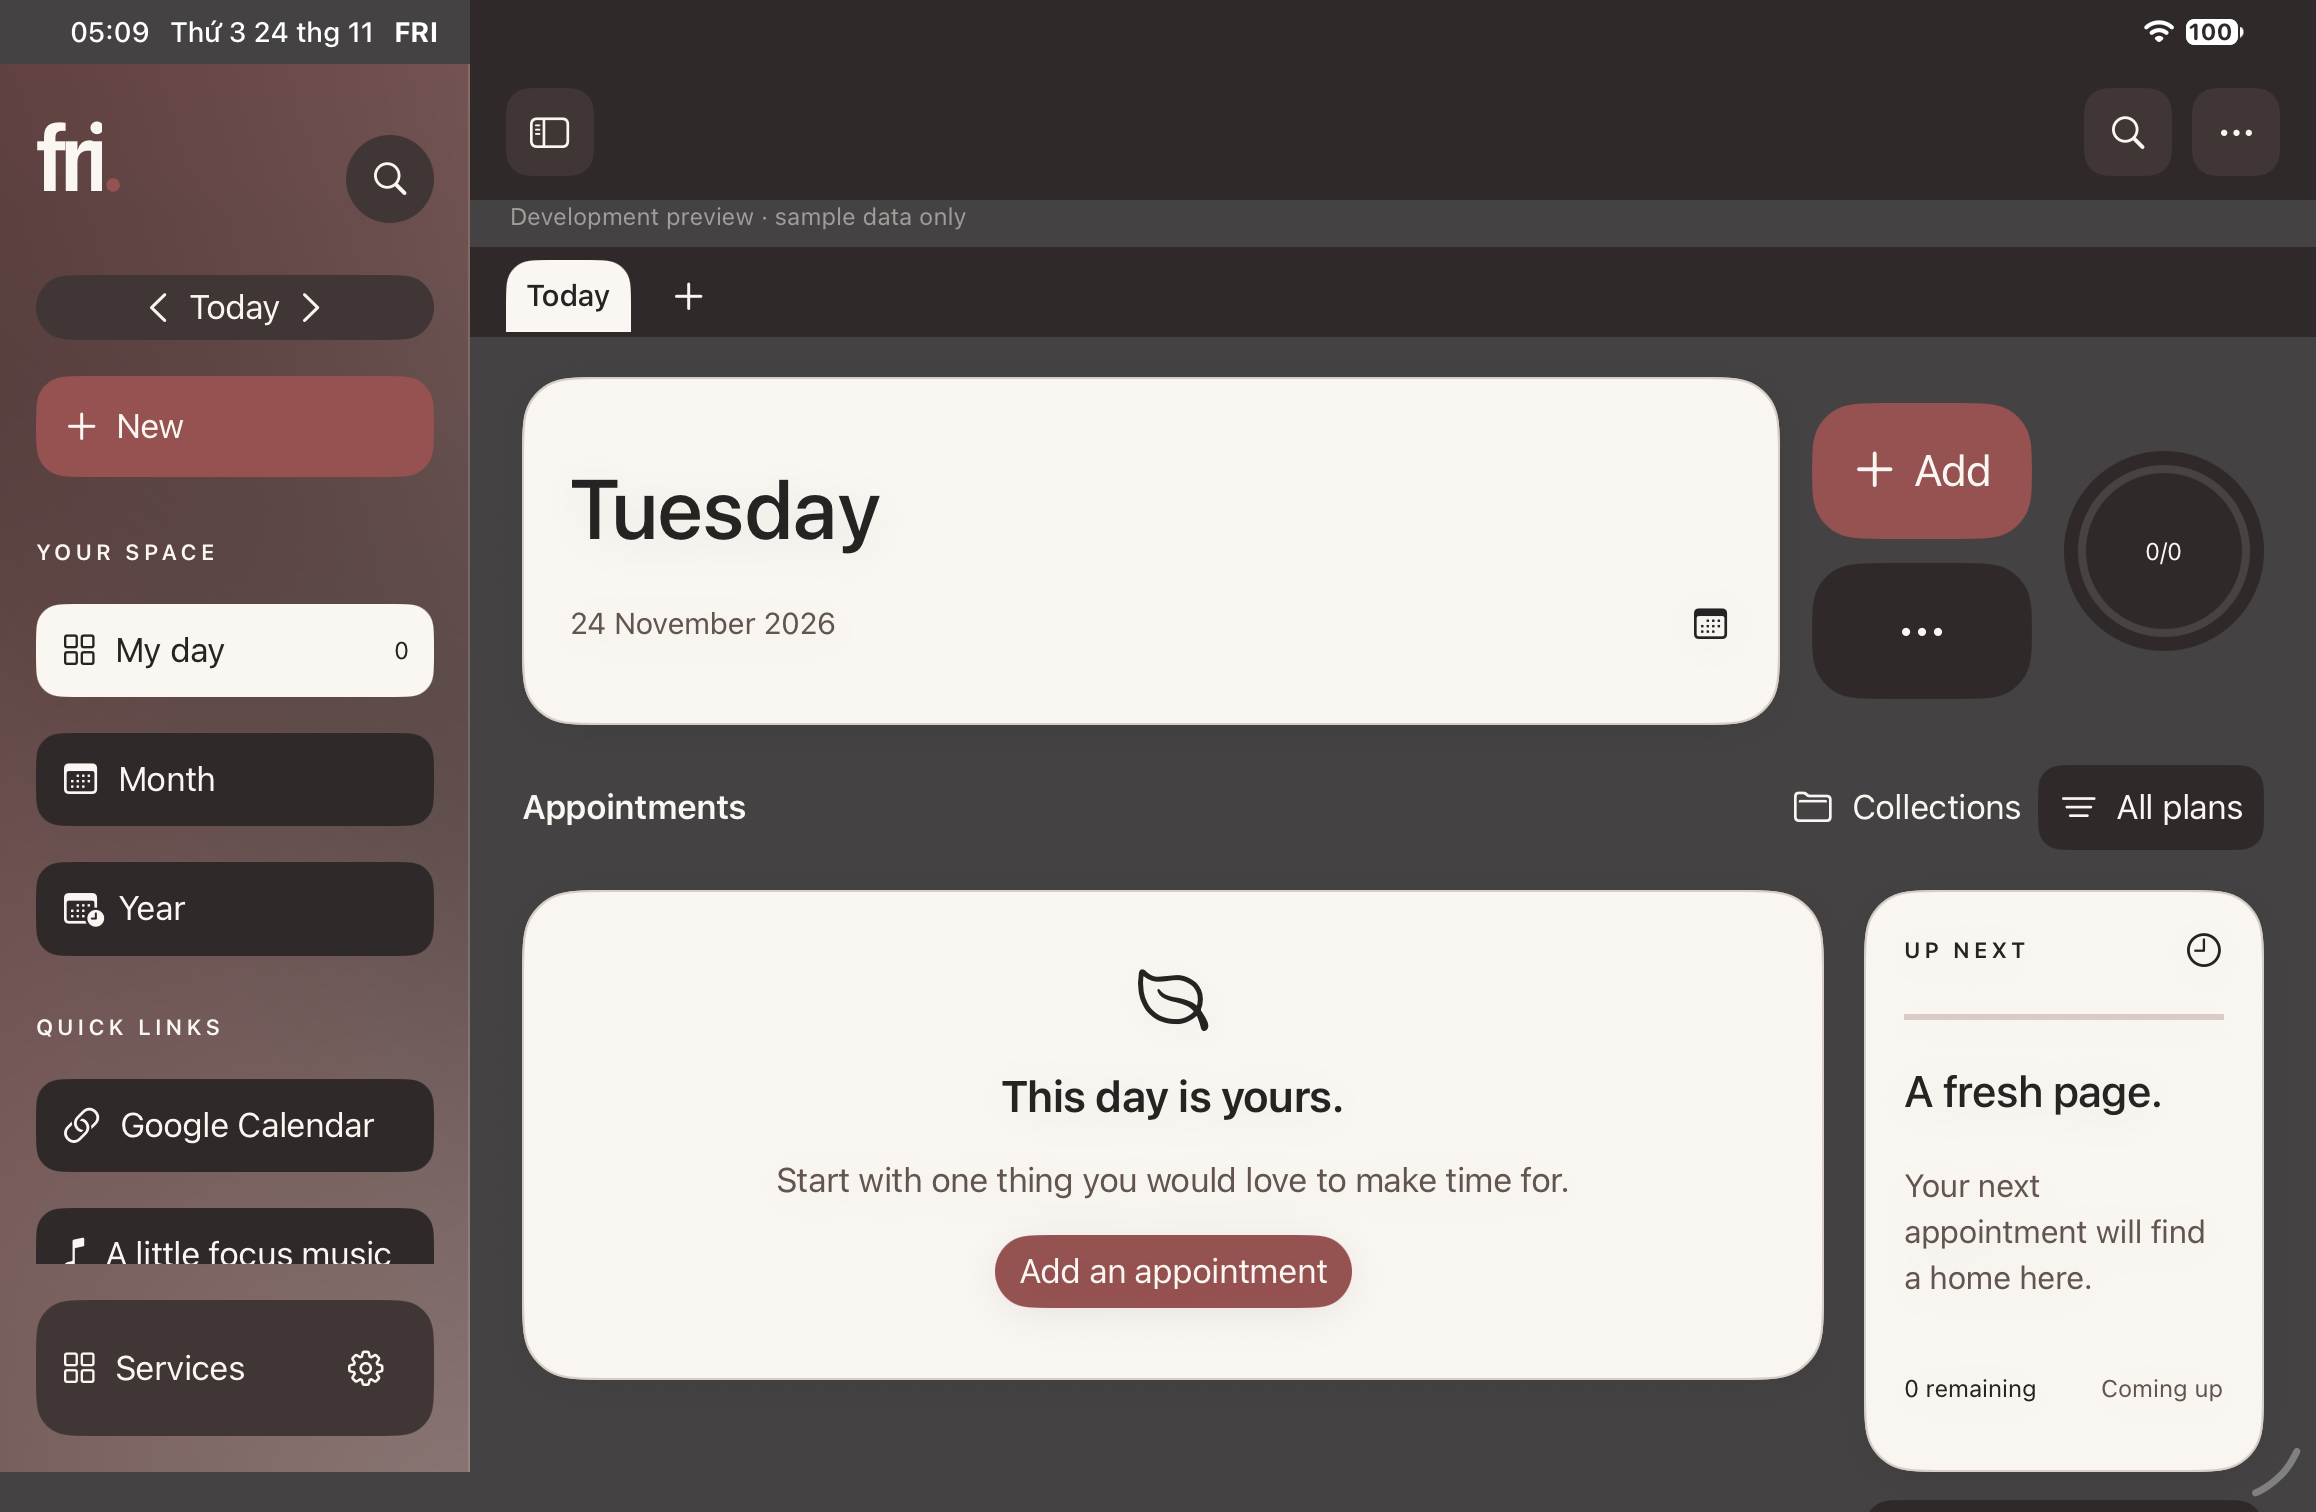 05:09 Thứ 3 24 thg 11 FRI
100
fri.
Today
New
YOUR SPACE
My day 0
Month
Year
QUICK LINKS
Google Calendar
A little focus music
Services
Development preview · sample data only
Today
Tuesday
24 November 2026
Add
0/0
Appointments
Collections
All plans
This day is yours.
Start with one thing you would love to make time for.
Add an appointment
UP NEXT
A fresh page.
Your next
appointment will find
a home here.
0 remaining
Coming up